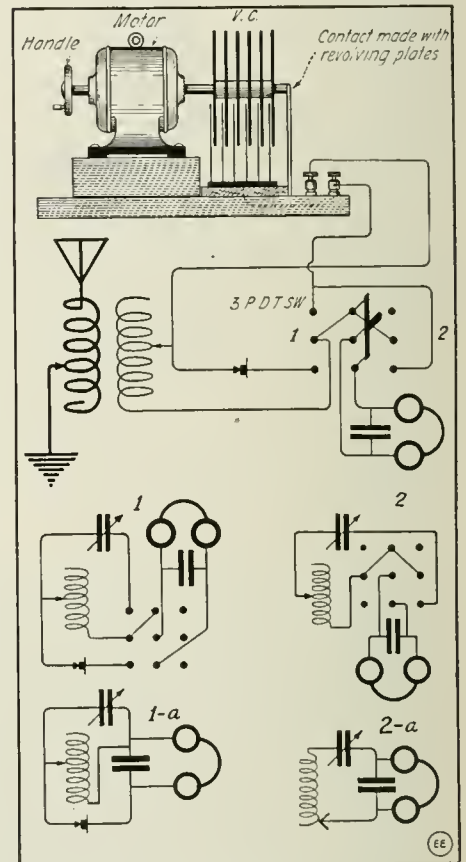 Handle
Motor
V. C.
Contact made with
revolving plates
3 P D T SW
1
2
1
2
1-a
2-a
EE